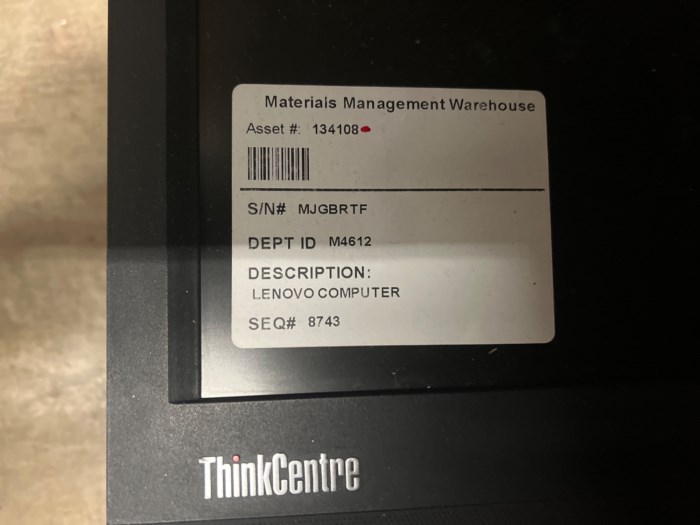 Materials Management Warehouse
Asset #: 134108
S/N# MJGBRTF
DEPT ID M4612
DESCRIPTION:
LENOVO COMPUTER
SEQ# 8743
ThinkCentre